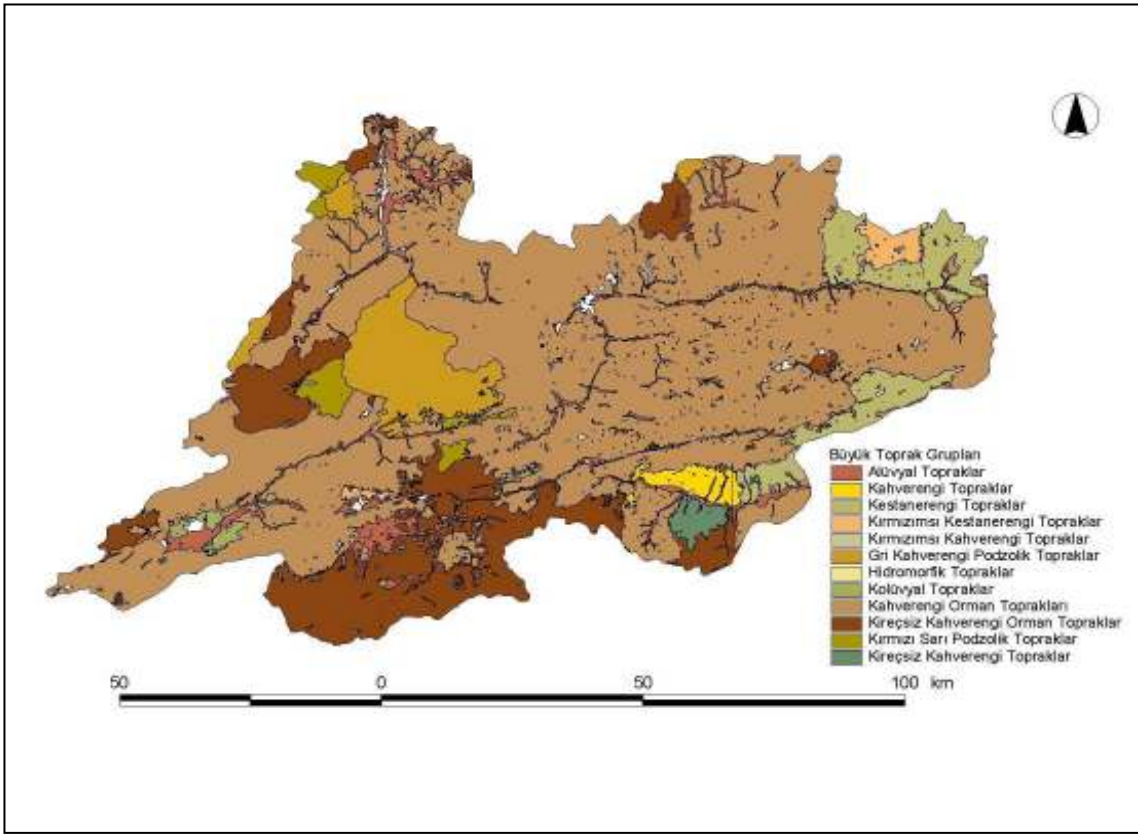 Büyük Toprak Grupları
Alüvyal Topraklar
Kahverengi Topraklar
Kestanerengi Topraklar
Kırmızımsı Kestanerengi Topraklar
Kırmızımsı Kahverengi Topraklar
Gri Kahverengi Podzolik Topraklar
Hidromorfik Topraklar
Kolüvyal Topraklar
Kahverengi Orman Toprakları
Kireçsiz Kahverengi Orman Topraklar
Kırmızı Sarı Podzolik Topraklar
Kireçsiz Kahverengi Topraklar
50 0 50 100 km